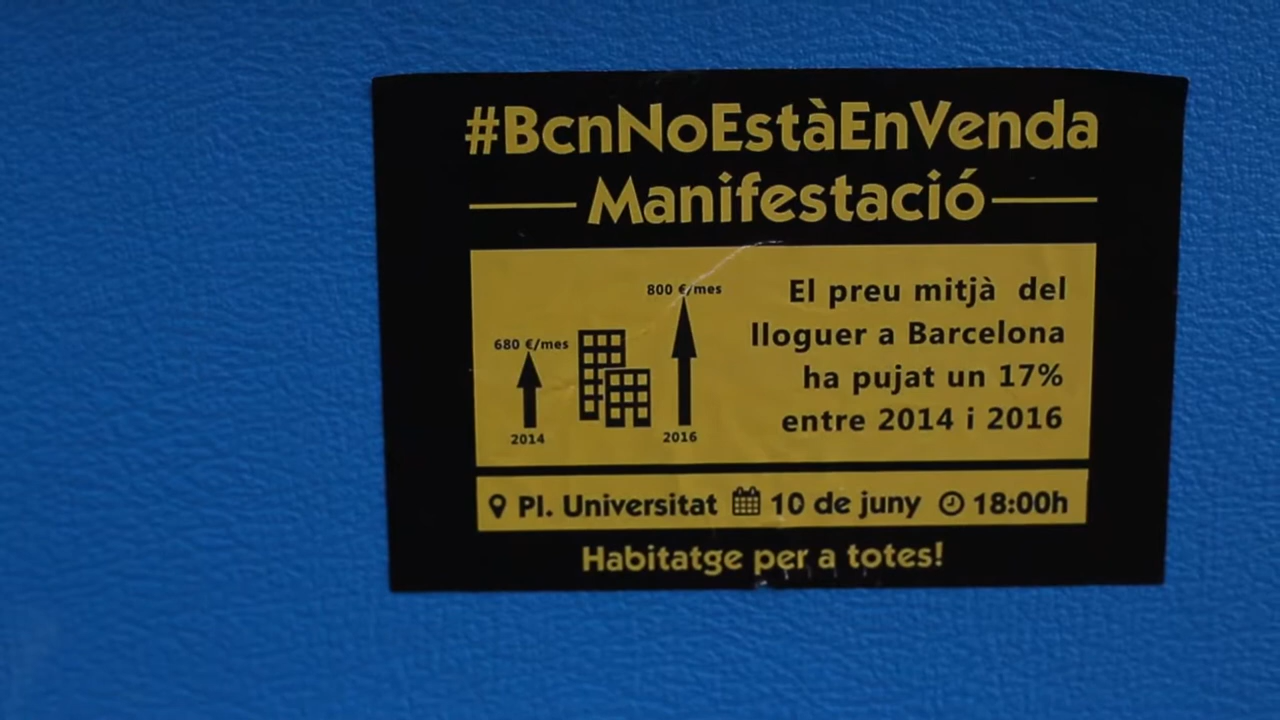 #BcnNoEstàEnVenda
Manifestació
800 €/mes
680 €/mes
2014
2016
El preu mitjà del
lloguer a Barcelona
ha pujat un 17%
entre 2014 i 2016
Pl. Universitat 10 de juny 18:00h
Habitatge per a totes!